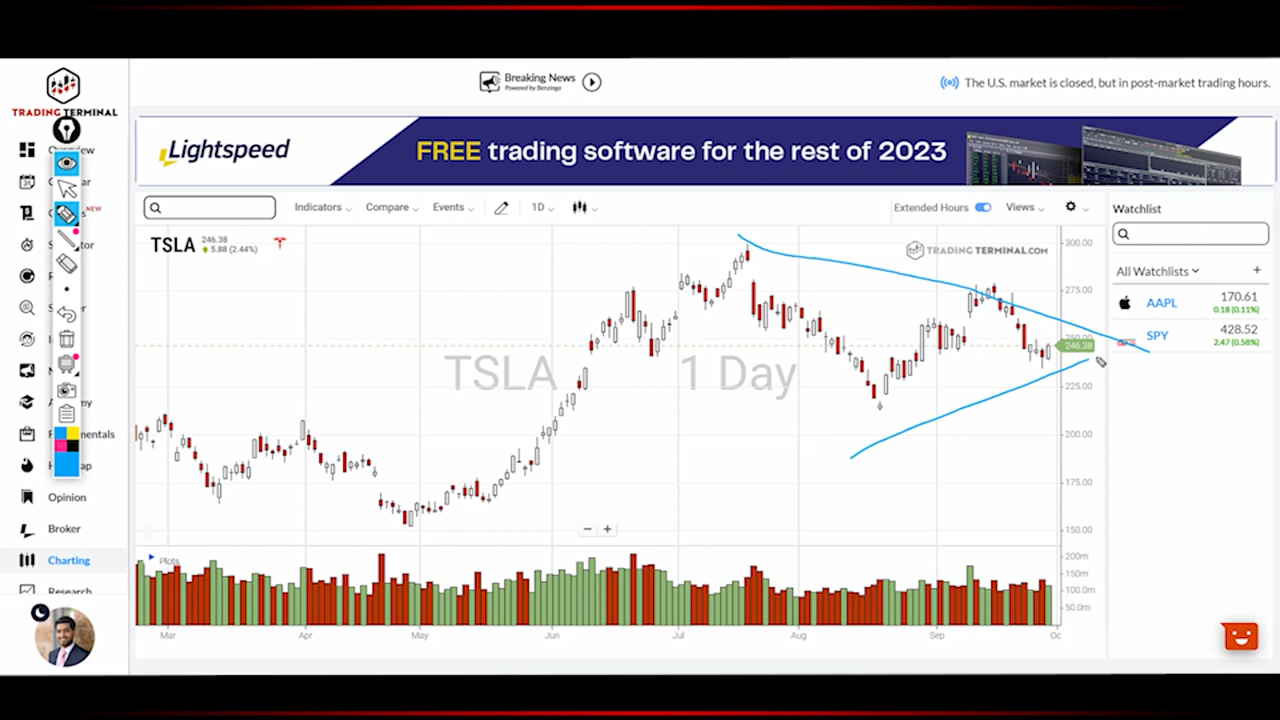 Breaking News
Powered by Benzinga
The U.S. market is closed, but in post-market trading hours.
TRADING TERMINAL
Lightspeed
FREE trading software for the rest of 2023
NEW
Indicators
Compare
Events
1D
Extended Hours
Views
Watchlist
TSLA
246.38
5.88 (2.44%)
TRADING TERMINAL.COM
300.00
275.00
246.38
225.00
200.00
175.00
150.00
All Watchlists
+
AAPL
170.61
0.18 (0.11%)
SPY
428.52
2.47 (0.58%)
TSLA 1 Day
Opinion
Broker
Charting
Research
− +
Plots
200m
150m
100.0m
50.0m
Mar
Apr
May
Jun
Jul
Aug
Sep
Oc